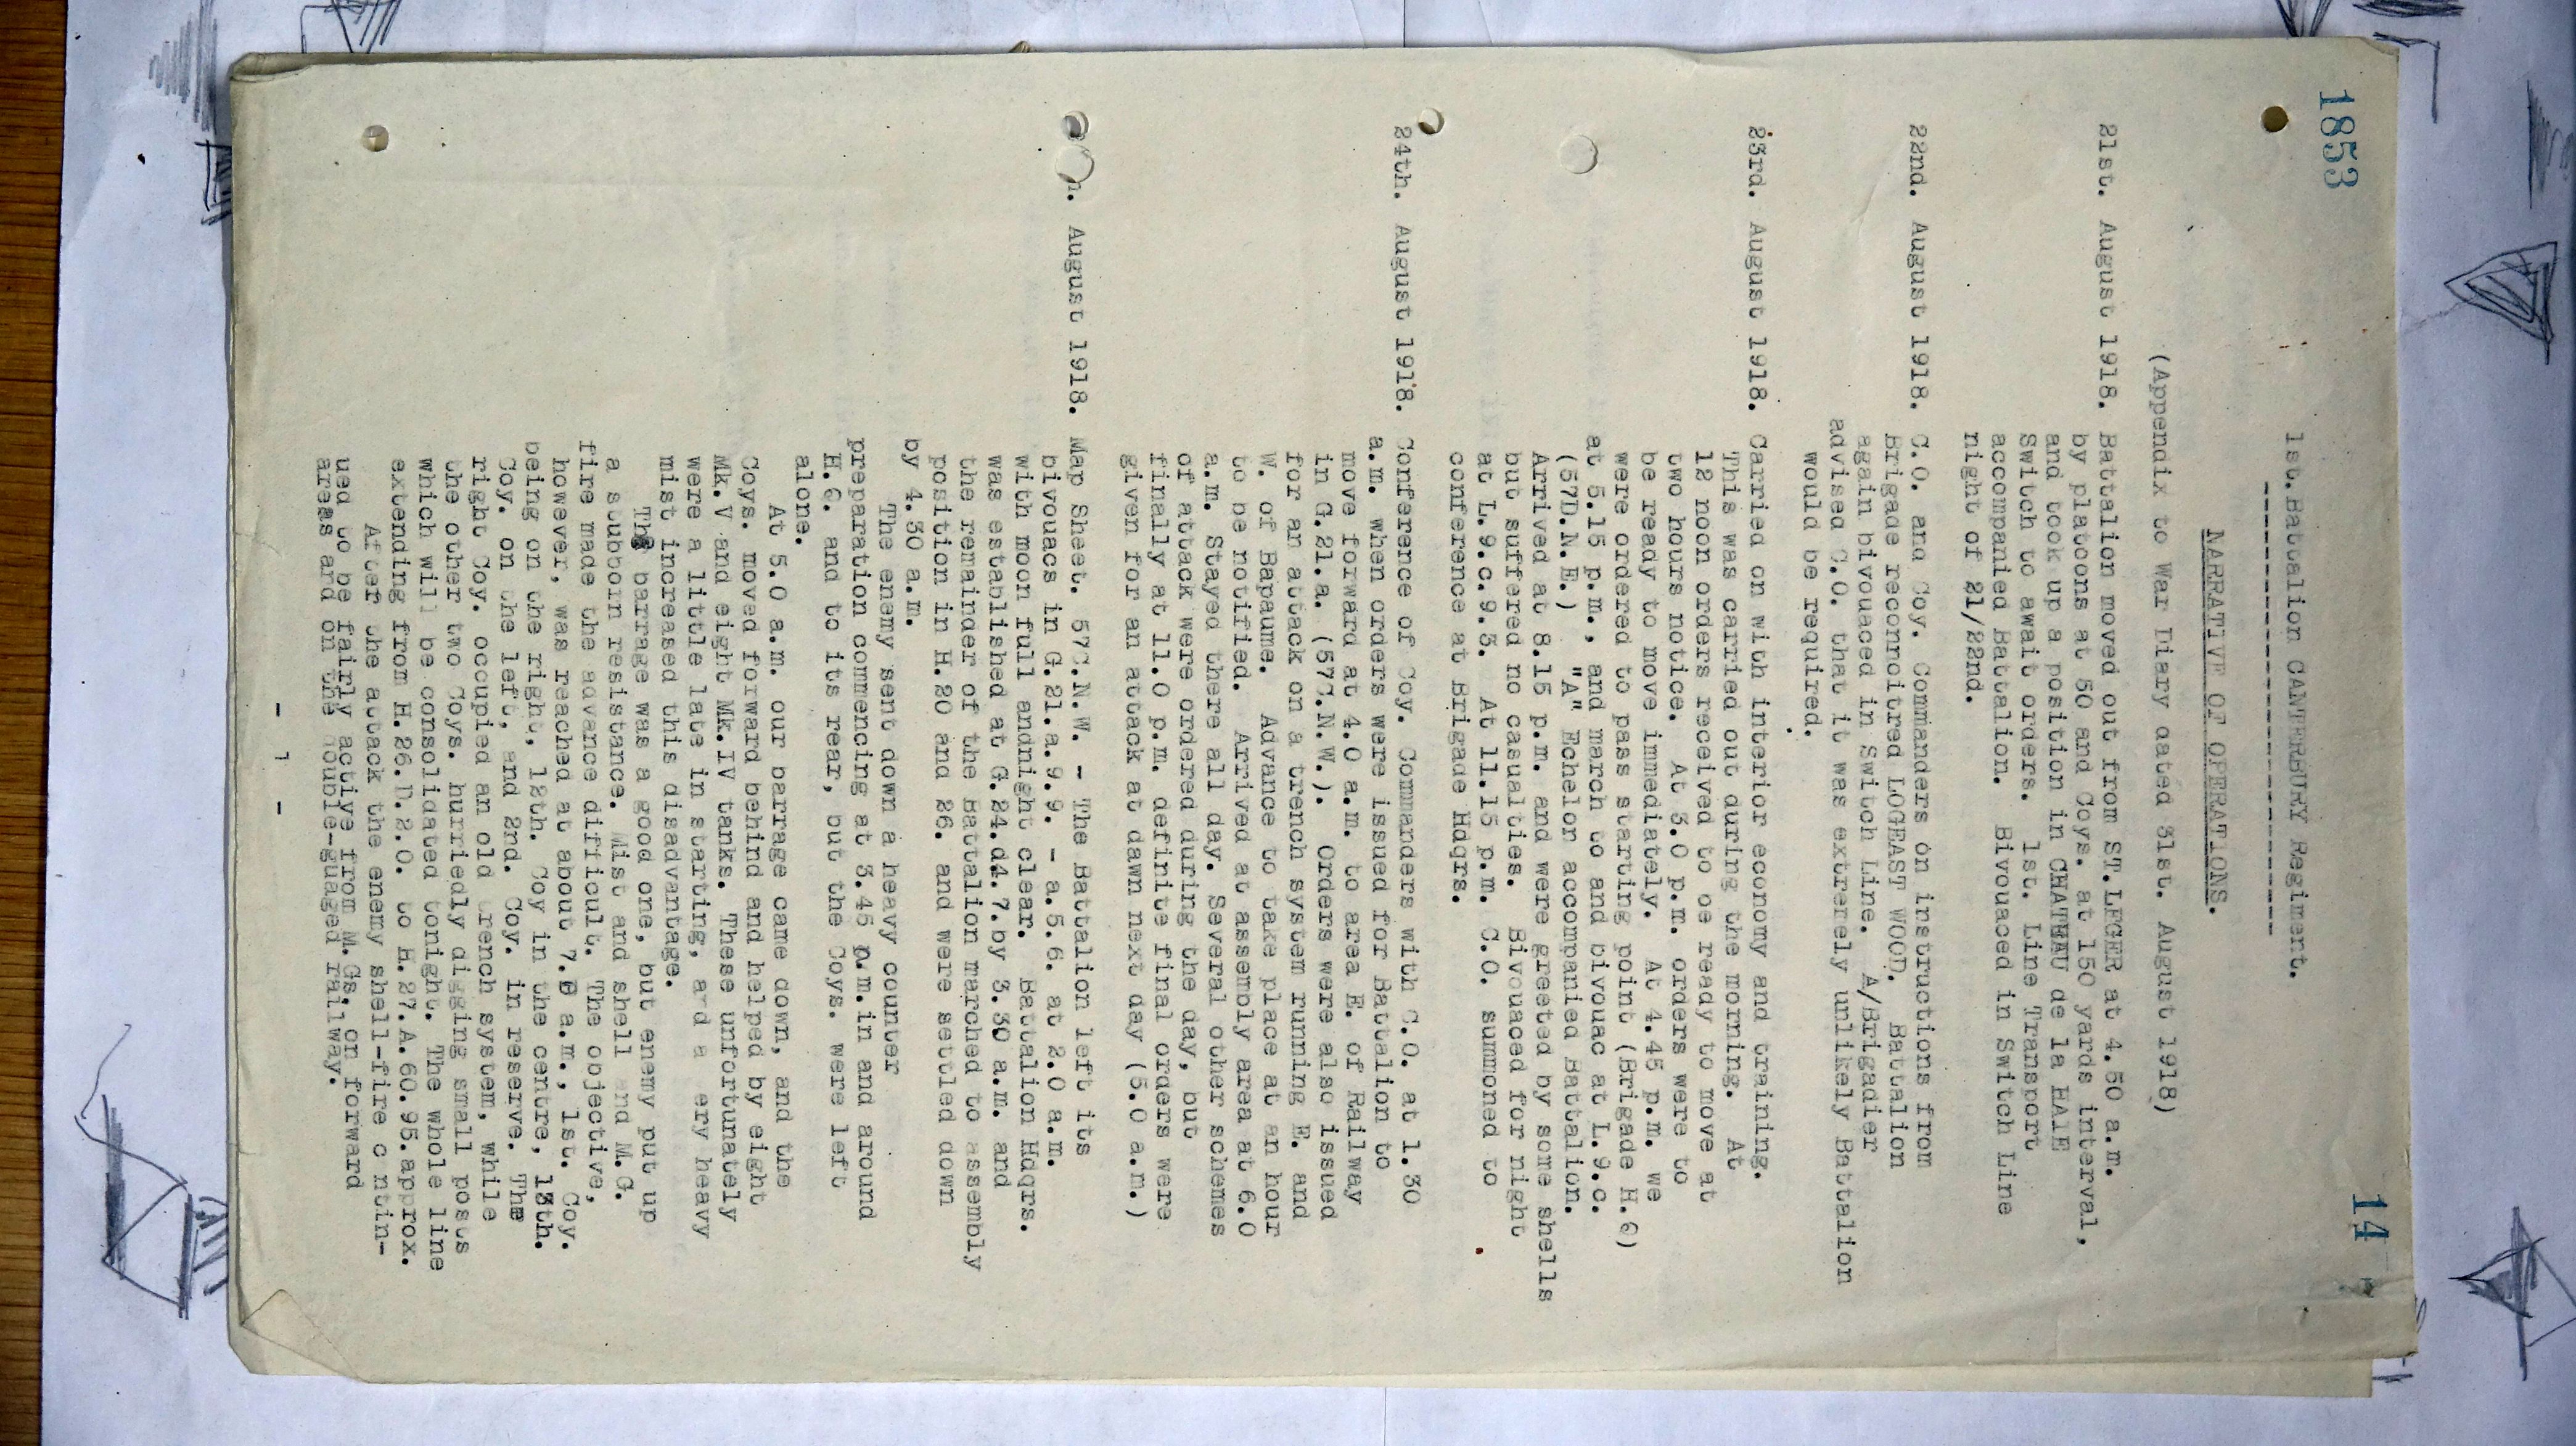 1853
14
1st.Battalion CANTERBURY Regiment.
NARRATIVE OF OPERATIONS.
(Appendix to War Diary dated 31st. August 1918)
21st. August 1918. Battalion moved out from ST.LEGER at 4.50 a.m.
by platoons at 50 and Coys. at 150 yards interval,
and took up a position in CHATEAU de la HAIE
Switch to await orders. 1st. Line Transport
accompanied Battalion. Bivouaced in Switch Line
night of 21/22nd.
22nd. August 1918. C.O. and Coy. Commanders on instructions from
Brigade reconnoitred LOGEAST WOOD. Battalion
again bivouaced in Switch Line. A/Brigadier
advised C.O. that it was extrerely unlikely Battalion
would be required.
23rd. August 1918. Carried on with interior economy and training.
This was carried out during the morning. At
12 noon orders received to be ready to move at
two hours notice. At 3.0 p.m. orders were to
be ready to move immediately. At 4.45 p.m. we
were ordered to pass starting point (Brigade H.Q)
at 5.15 p.m., and march to and bivouac at L.9.c.
(57D.N.E.) "A" Echelon accompanied Battalion.
Arrived at 8.15 p.m. and were greeted by some shells
but suffered no casualties. Bivouaced for night
at L.9.c.9.3. At 11.15 p.m. C.O. summoned to
conference at Brigade Hdqrs.
24th. August 1918. Conference of Coy. Commanders with C.O. at 1.30
a.m. when orders were issued for Battalion to
move forward at 4.0 a.m. to area E. of Railway
in G.21.a. (57C.N.W.). Orders were also issued
for an attack on a trench system running E. and
W. of Bapaume. Advance to take place at an hour
to be notified. Arrived at assembly area at 6.0
a.m. Stayed there all day. Several other schemes
of attack were ordered during the day, but
finally at 11.0 p.m. definite final orders were
given for an attack at dawn next day (5.0 a.m.)
August 1918. Map Sheet. 57C.N.W. - The Battalion left its
bivouacs in G.21.a.9.9. - a.5.6. at 2.0 a.m.
with moon full andnight clear. Battalion Hdqrs.
was established at G.24.d4.7.by 3.30 a.m. and
the remainder of the Battalion marched to assembly
position in H.20 and 26. and were settled down
by 4.30 a.m.
The enemy sent down a heavy counter
preparation commencing at 3.45 p.m.in and around
H.Q. and to its rear, but the Coys. were left
alone.
At 5.0 a.m. our barrage came down, and the
Coys. moved forward behind and helped by eight
Mk.V and eight Mk.IV tanks. These unfortunately
were a little late in starting, and a very heavy
mist increased this disadvantage.
The barrage was a good one, but enemy put up
a stubborn resistance. Mist and shell and M.G.
fire made the advance difficult. The objective,
however, was reached at about 7.0 a.m., 1st. Coy.
being on the right, 12th. Coy in the centre, 13th.
Coy. on the left, and 2nd. Coy. in reserve. The
right Coy. occupied an old trench system, while
the other two Coys. hurriedly digging small posts
which will be consolidated tonight. The whole line
extending from H.26.D.2.0. to H.27.A.60.95.approx.
After the attack the enemy shell-fire contin-
ued to be fairly active from M.Gs. on forward
areas and on the double-guaged railway.
- 1 -